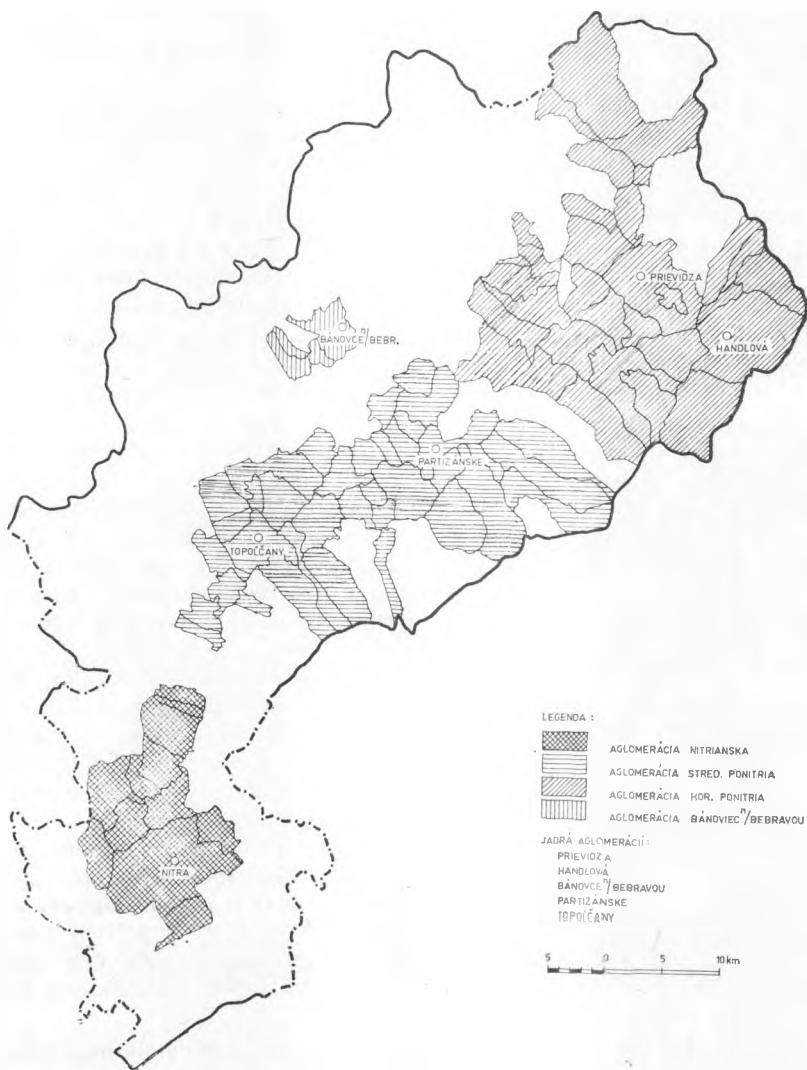 PRIEVIDZA
HANDLOVÁ
BÁNOVCE n/BEBR.
PARTIZÁNSKE
TOPOĽČANY
NITRA
LEGENDA :
AGLOMERÁCIA NITRIANSKA
AGLOMERÁCIA STRED. PONITRIA
AGLOMERÁCIA HOR. PONITRIA
AGLOMERÁCIA BÁNOVIEC n/BEBRAVOU
JADRÁ AGLOMERÁCIÍ :
PRIEVIDZA
HANDLOVÁ
BÁNOVCE n/BEBRAVOU
PARTIZÁNSKE
TOPOĽČANY
5 0 5 10 km